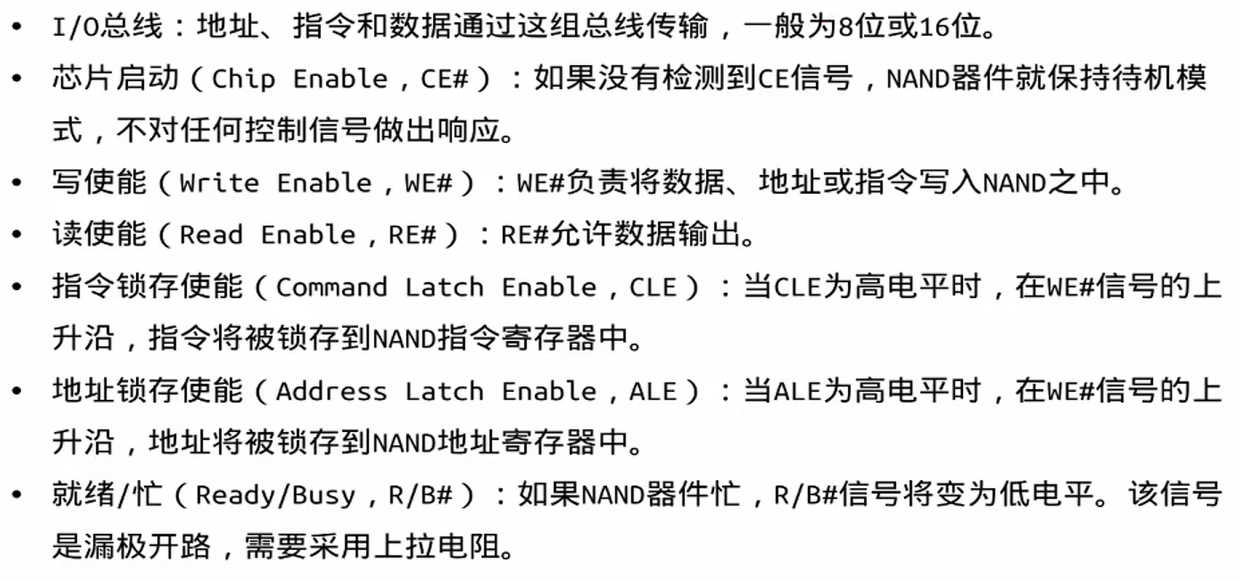 • I/O总线：地址、指令和数据通过这组总线传输，一般为8位或16位。
• 芯片启动（Chip Enable，CE#）：如果没有检测到CE信号，NAND器件就保持待机模
式，不对任何控制信号做出响应。
• 写使能（Write Enable，WE#）：WE#负责将数据、地址或指令写入NAND之中。
• 读使能（Read Enable，RE#）：RE#允许数据输出。
• 指令锁存使能（Command Latch Enable，CLE）：当CLE为高电平时，在WE#信号的上
升沿，指令将被锁存到NAND指令寄存器中。
• 地址锁存使能（Address Latch Enable，ALE）：当ALE为高电平时，在WE#信号的上
升沿，地址将被锁存到NAND地址寄存器中。
• 就绪/忙（Ready/Busy，R/B#）：如果NAND器件忙，R/B#信号将变为低电平。该信号
是漏极开路，需要采用上拉电阻。